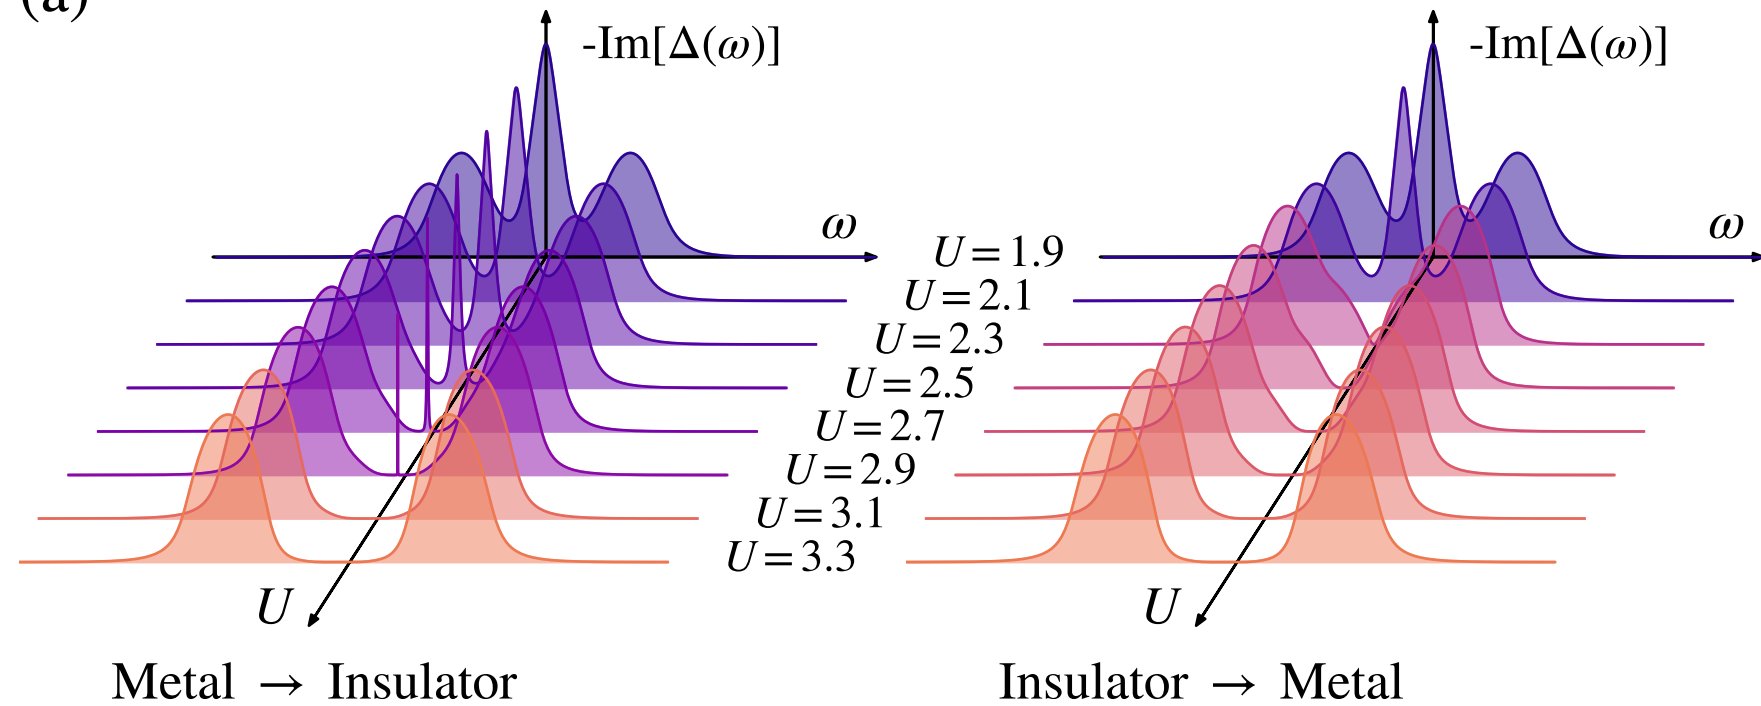 (a)
-Im[Δ(ω)]
-Im[Δ(ω)]
ω
ω
U = 1.9
U = 2.1
U = 2.3
U = 2.5
U = 2.7
U = 2.9
U = 3.1
U = 3.3
U
U
Metal → Insulator
Insulator → Metal